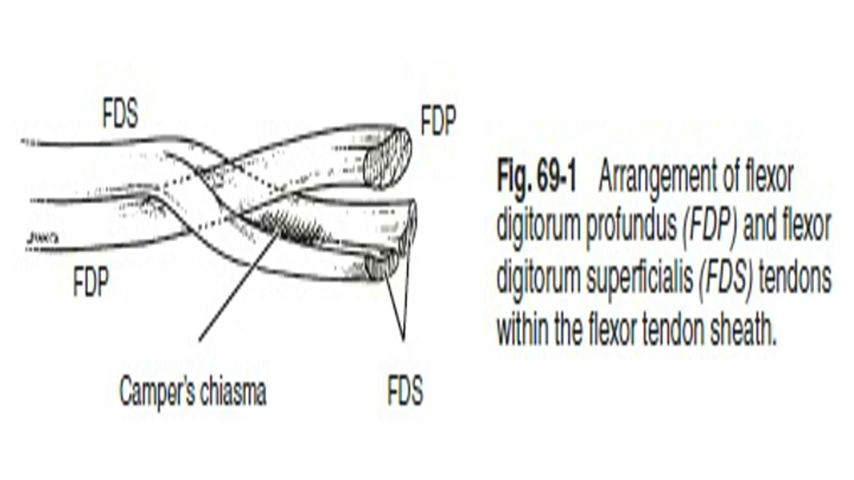 FDS
FDP
FDP
Camper's chiasma
FDS
Fig. 69-1 Arrangement of flexor
digitorum profundus (FDP) and flexor
digitorum superficialis (FDS) tendons
within the flexor tendon sheath.